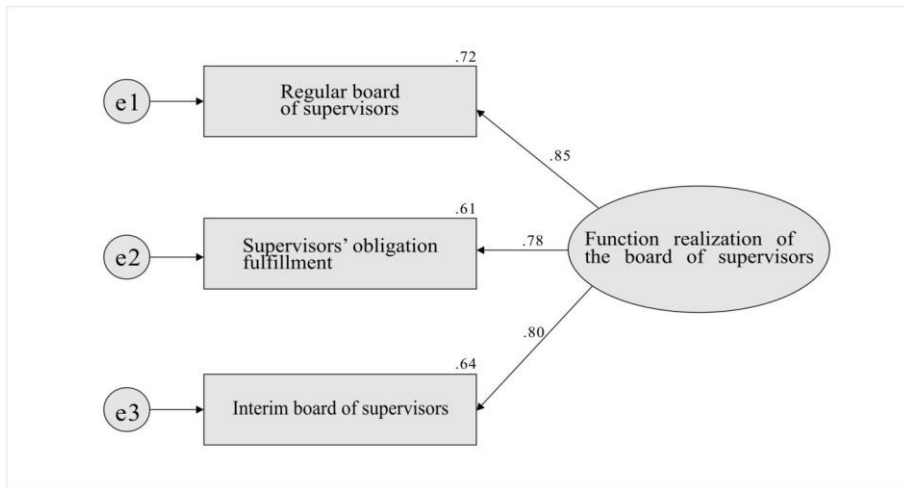 .72
e1
Regular board
of supervisors
.85
.61
e2
Supervisors' obligation
fulfillment
.78
Function realization of
the board of supervisors
.80
.64
e3
Interim board of supervisors